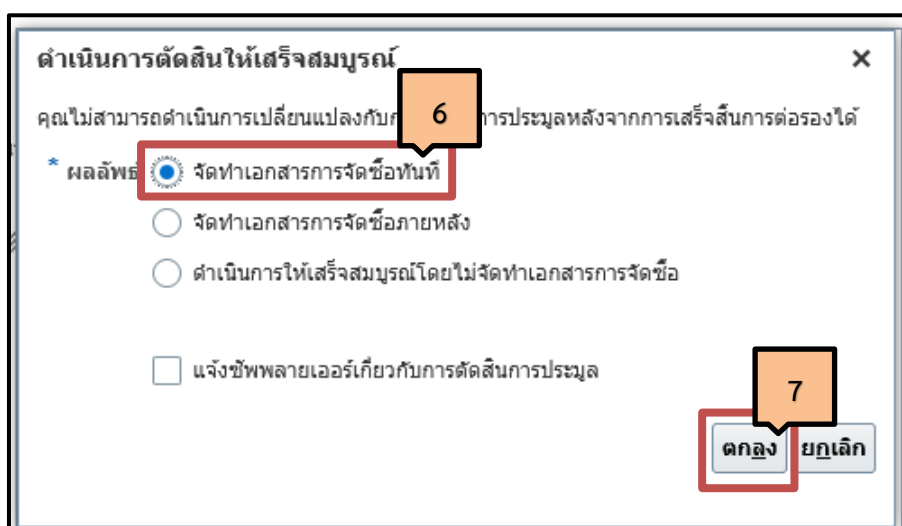 ดำเนินการตัดสินให้เสร็จสมบูรณ์
6
คุณไม่สามารถดำเนินการเปลี่ยนแปลงกับก การประมูลหลังจากการเสร็จสิ้นการต่อรองได้
* ผลลัพธ์ จัดทำเอกสารการจัดซื้อทันที
จัดทำเอกสารการจัดซื้อภายหลัง
ดำเนินการให้เสร็จสมบูรณ์โดยไม่จัดทำเอกสารการจัดซื้อ
แจ้งซัพพลายเออร์เกี่ยวกับการตัดสินการประมูล
7
ตกลง ยกเลิก